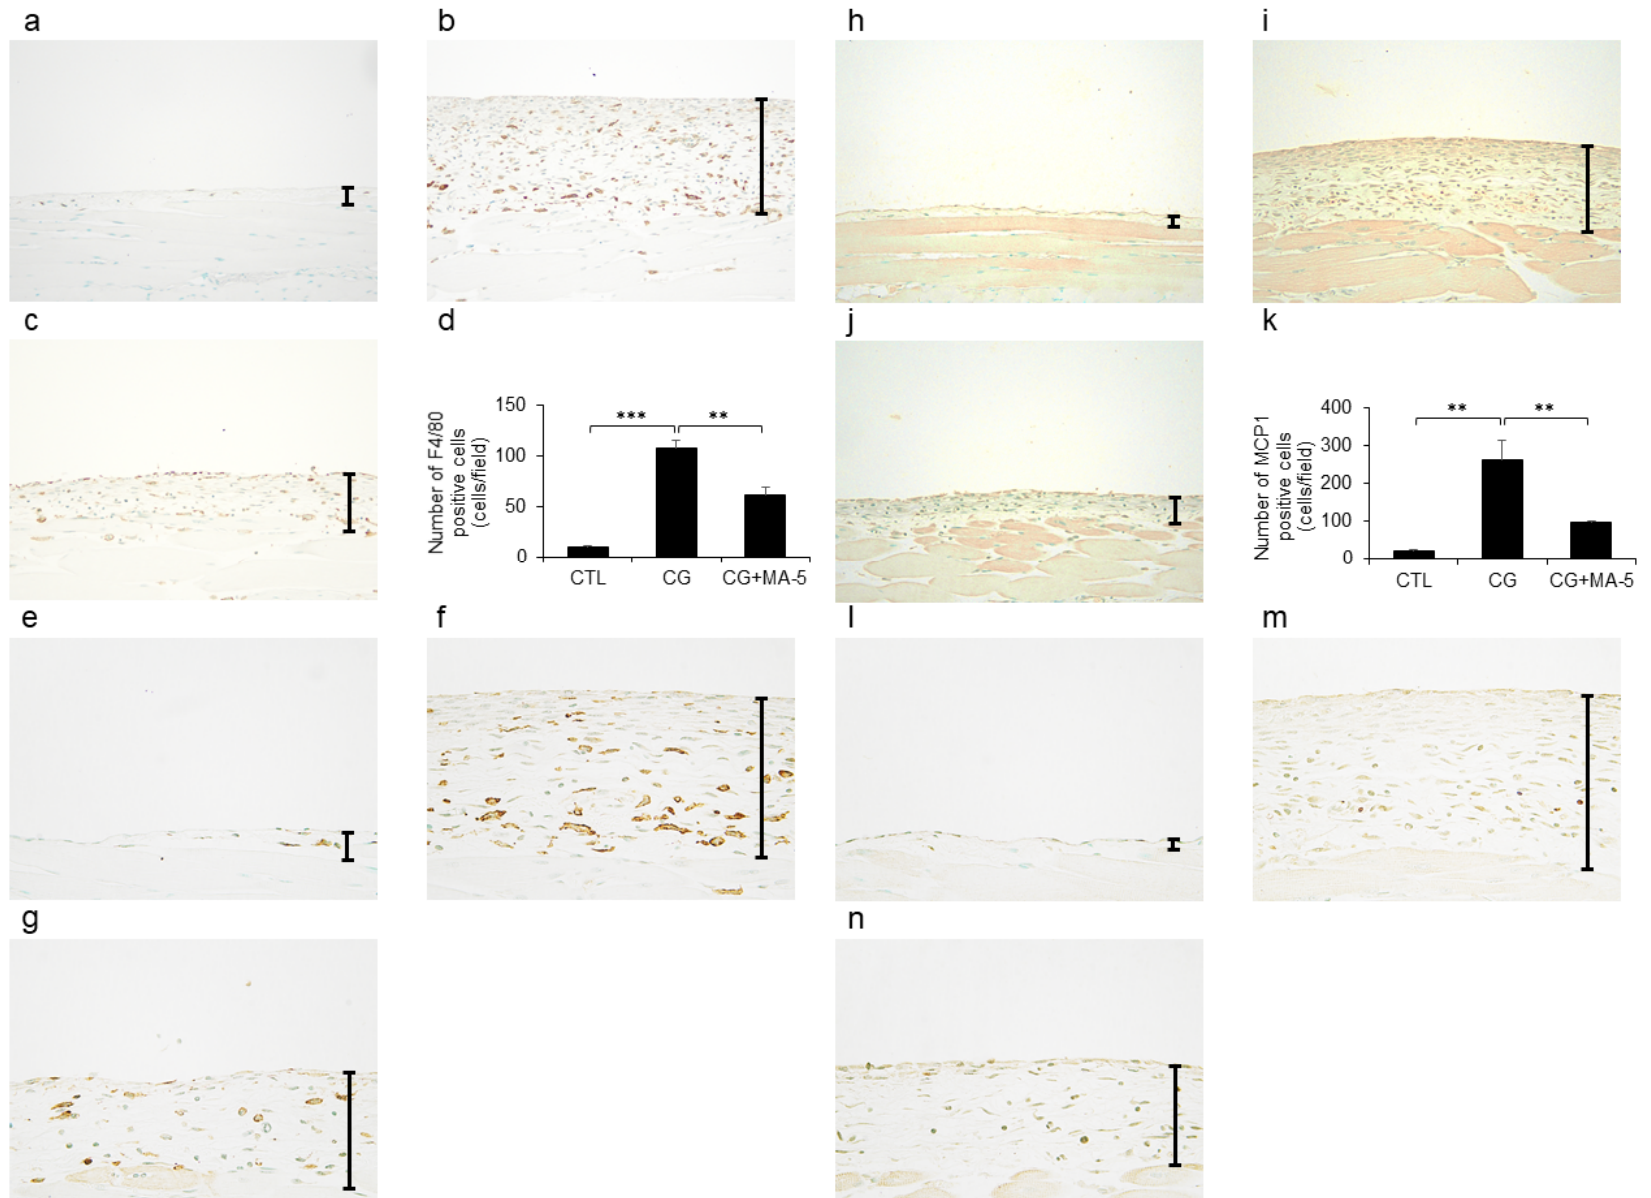 a
b
h
i
c
d
j
k
Number of F4/80
positive cells
(cells/field)
150
100
50
0
***
**
CTL
CG
CG+MA-5
Number of MCP1
positive cells
(cells/field)
400
300
200
100
0
**
**
CTL
CG
CG+MA-5
e
f
l
m
g
n